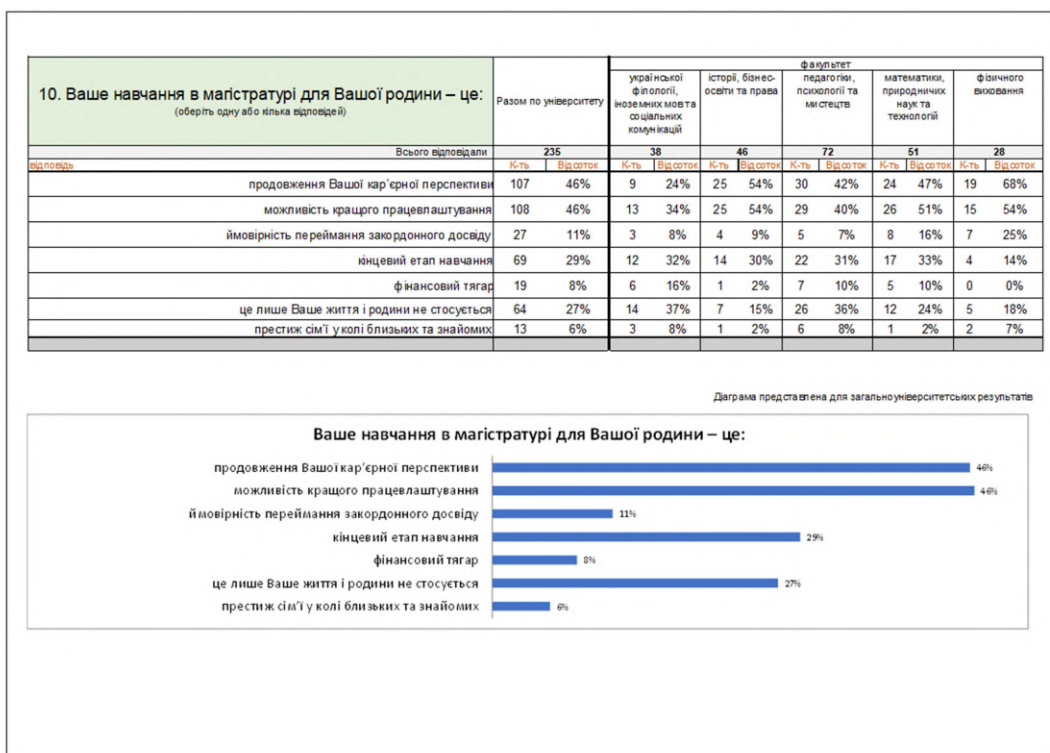 10. Ваше навчання в магістратурі для Вашої родини – це:
(оберіть одну або кілька відповідей)
Разом по університету
факультет
української філології, іноземних мов та соціальних комунікацій
історії, бізнес-освіти та права
педагогіки, психології та мистецтв
математики, природничих наук та технологій
фізичного виховання
Всього відповідали 235 38 46 72 51 28
відповідь К-ть Відсоток К-ть Відсоток К-ть Відсоток К-ть Відсоток К-ть Відсоток К-ть Відсоток
продовження Вашої кар'єрної перспективи 107 46% 9 24% 25 54% 30 42% 24 47% 19 68%
можливість кращого працевлаштування 108 46% 13 34% 25 54% 29 40% 26 51% 15 54%
ймовірність переймання закордонного досвіду 27 11% 3 8% 4 9% 5 7% 8 16% 7 25%
кінцевий етап навчання 69 29% 12 32% 14 30% 22 31% 17 33% 4 14%
фінансовий тягар 19 8% 6 16% 1 2% 7 10% 5 10% 0 0%
це лише Ваше життя і родини не стосується 64 27% 14 37% 7 15% 26 36% 12 24% 5 18%
престиж сім'ї у колі близьких та знайомих 13 6% 3 8% 1 2% 6 8% 1 2% 2 7%
Діаграма представлена для загальноуніверситетських результатів
Ваше навчання в магістратурі для Вашої родини – це:
продовження Вашої кар'єрної перспективи 46%
можливість кращого працевлаштування 46%
ймовірність переймання закордонного досвіду 11%
кінцевий етап навчання 29%
фінансовий тягар 8%
це лише Ваше життя і родини не стосується 27%
престиж сім'ї у колі близьких та знайомих 6%